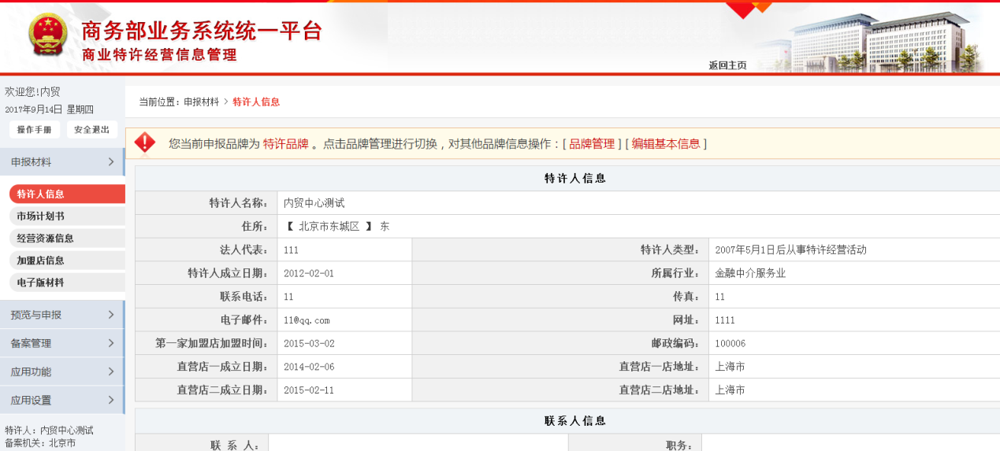 商务部业务系统统一平台
商业特许经营信息管理
返回主页
欢迎您!内贸
2017年9月14日 星期四
操作手册 安全退出
申报材料
特许人信息
市场计划书
经营资源信息
加盟店信息
电子版材料
预览与申报
备案管理
应用功能
应用设置
特许人：内贸中心测试
备案机关：北京市
当前位置：申报材料 > 特许人信息
您当前申报品牌为 特许品牌 。点击品牌管理进行切换，对其他品牌信息操作：[ 品牌管理 ] [ 编辑基本信息 ]
特许人信息
特许人名称： 内贸中心测试
住所： 【 北京市东城区 】 东
法人代表： 111 特许人类型： 2007年5月1日后从事特许经营活动
特许人成立日期： 2012-02-01 所属行业： 金融中介服务业
联系电话： 11 传真： 11
电子邮件： 11@qq.com 网址： 1111
第一家加盟店加盟时间： 2015-03-02 邮政编码： 100006
直营店一成立日期： 2014-02-06 直营店一店地址： 上海市
直营店二成立日期： 2015-02-11 直营店二店地址： 上海市
联系人信息
联 系 人： 职务：